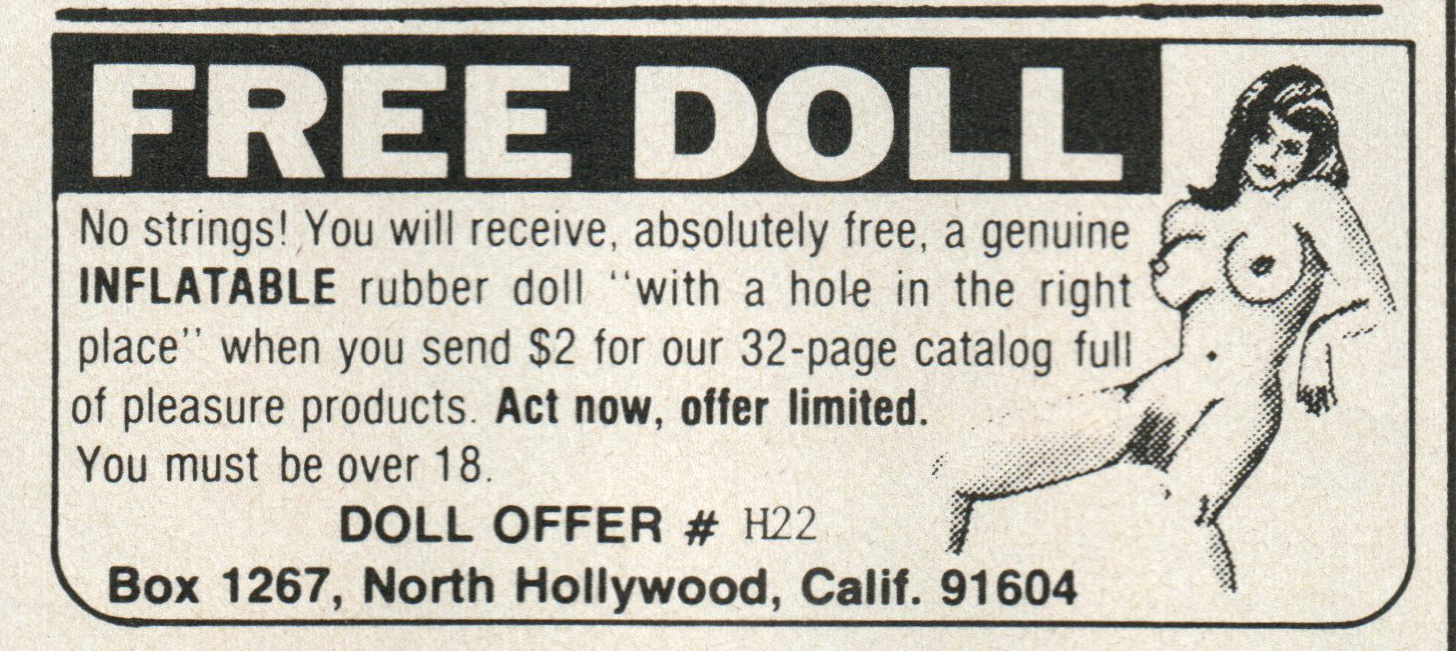 FREE DOLL
No strings! You will receive, absolutely free, a genuine
INFLATABLE rubber doll “with a hole in the right
place” when you send $2 for our 32-page catalog full
of pleasure products. Act now, offer limited.
You must be over 18.
DOLL OFFER # H22
Box 1267, North Hollywood, Calif. 91604